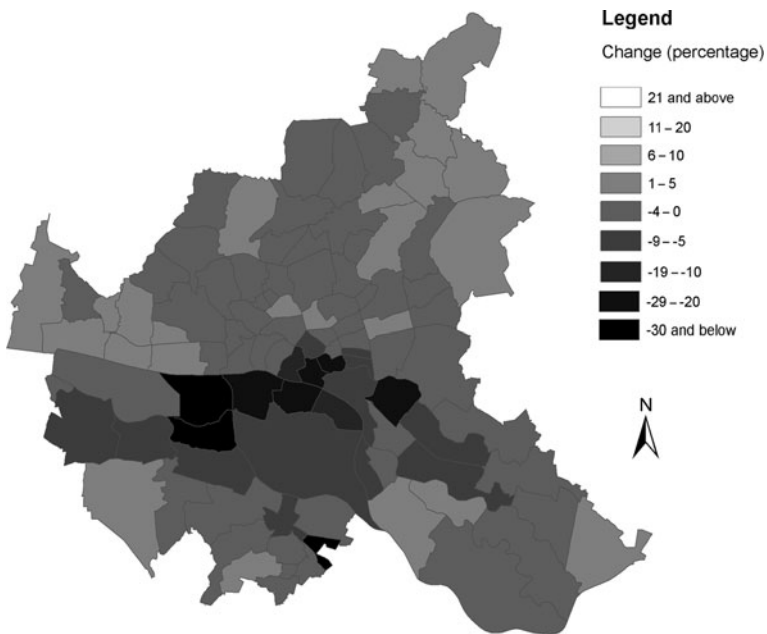 Legend
Change (percentage)
21 and above
11 – 20
6 – 10
1 – 5
-4 – 0
-9 – -5
-19 – -10
-29 – -20
-30 and below
N